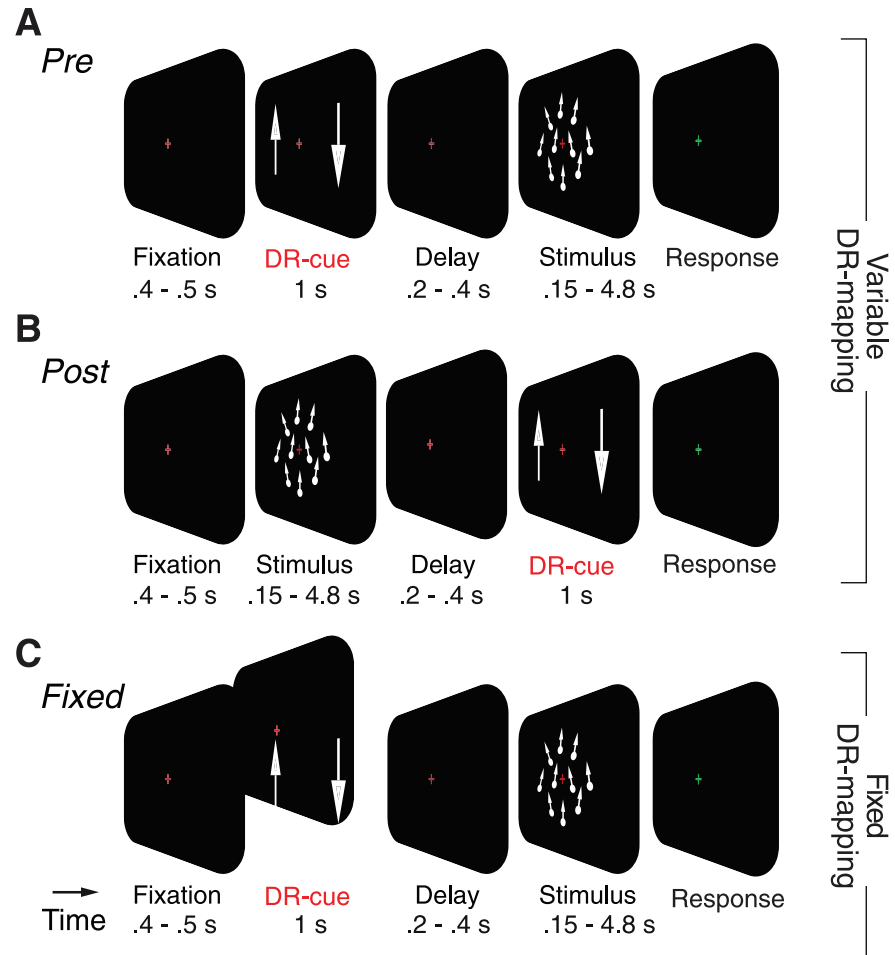 A
Pre
Fixation DR-cue Delay Stimulus Response
.4 - .5 s 1 s .2 - .4 s .15 - 4.8 s
B
Post
Fixation Stimulus Delay DR-cue Response
.4 - .5 s .15 - 4.8 s .2 - .4 s 1 s
Variable
DR-mapping
C
Fixed
Fixation DR-cue Delay Stimulus Response
.4 - .5 s 1 s .2 - .4 s .15 - 4.8 s
Time
Fixed
DR-mapping